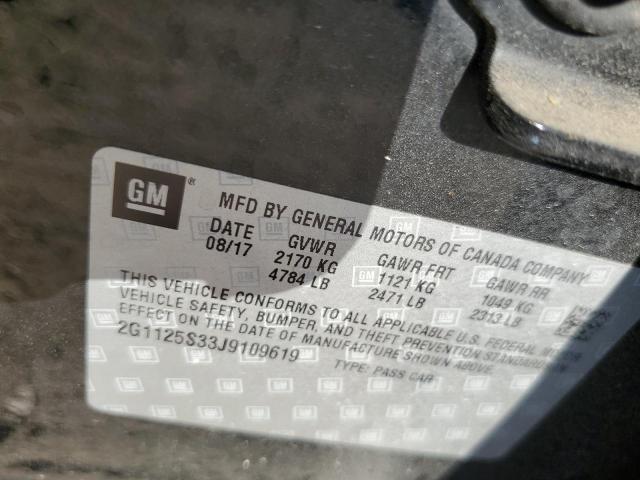 GM ®
MFD BY GENERAL MOTORS OF CANADA COMPANY
DATE GVWR GAWR FRT GAWR RR
08/17 2170 KG 1121 KG 1049 KG
4784 LB 2471 LB 2313 LB
THIS VEHICLE CONFORMS TO ALL APPLICABLE U.S. FEDERAL MOTOR
VEHICLE SAFETY, BUMPER, AND THEFT PREVENTION STANDARDS IN
EFFECT ON THE DATE OF MANUFACTURE SHOWN ABOVE.
2G1125S33J9109619 TYPE: PASS CAR